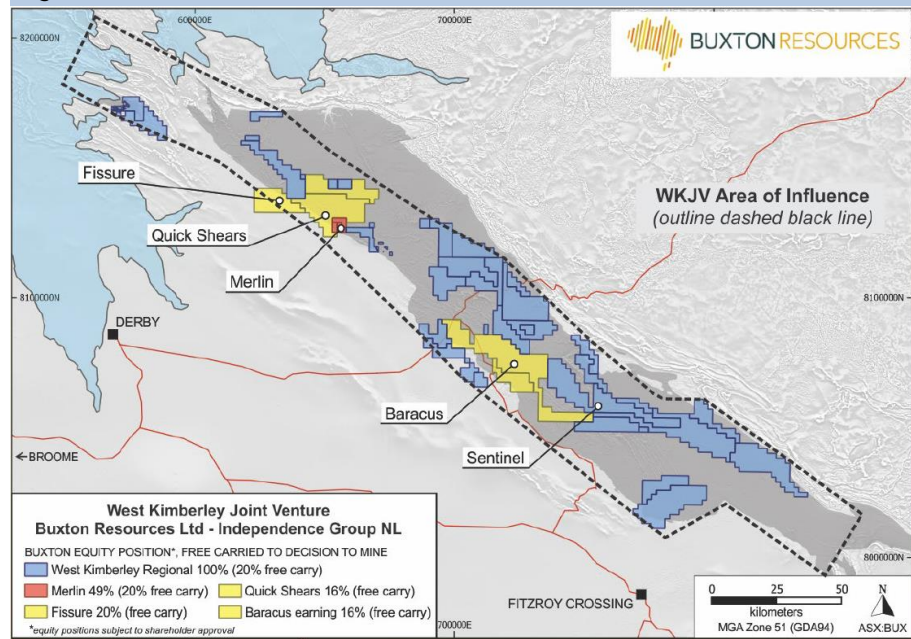 600000E
700000E
8200000N
BUXTON RESOURCES
Fissure
WKJV Area of Influence
(outline dashed black line)
Quick Shears
Merlin
8100000N
8100000N
DERBY
Baracus
Sentinel
←BROOME
West Kimberley Joint Venture
Buxton Resources Ltd - Independence Group NL
BUXTON EQUITY POSITION*, FREE CARRIED TO DECISION TO MINE
West Kimberley Regional 100% (20% free carry)
Merlin 49% (20% free carry)
Quick Shears 16% (free carry)
Fissure 20% (free carry)
Baracus earning 16% (free carry)
*equity positions subject to shareholder approval
8000000N
0 25 50
kilometers
MGA Zone 51 (GDA94)
N
ASX:BUX
FITZROY CROSSING
700000E